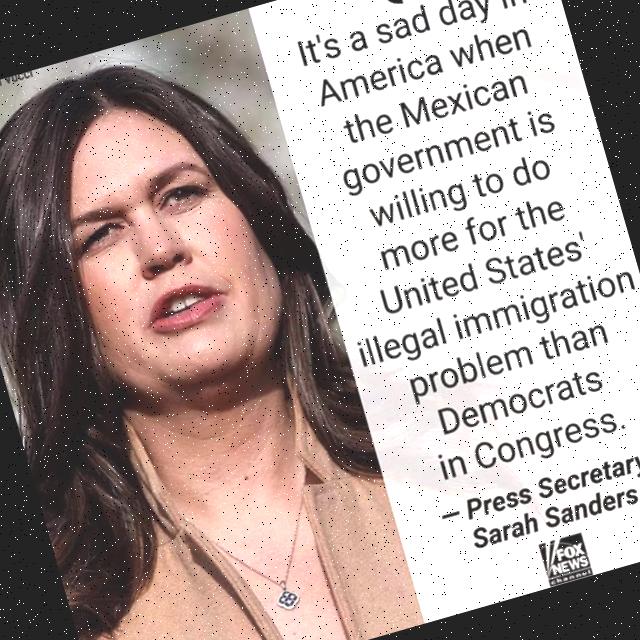 It's a sad day in
America when
the Mexican
government is
willing to do
more for the
United States'
illegal immigration
problem than
Democrats
in Congress.
– Press Secretary
Sarah Sanders
FOX
NEWS
channel